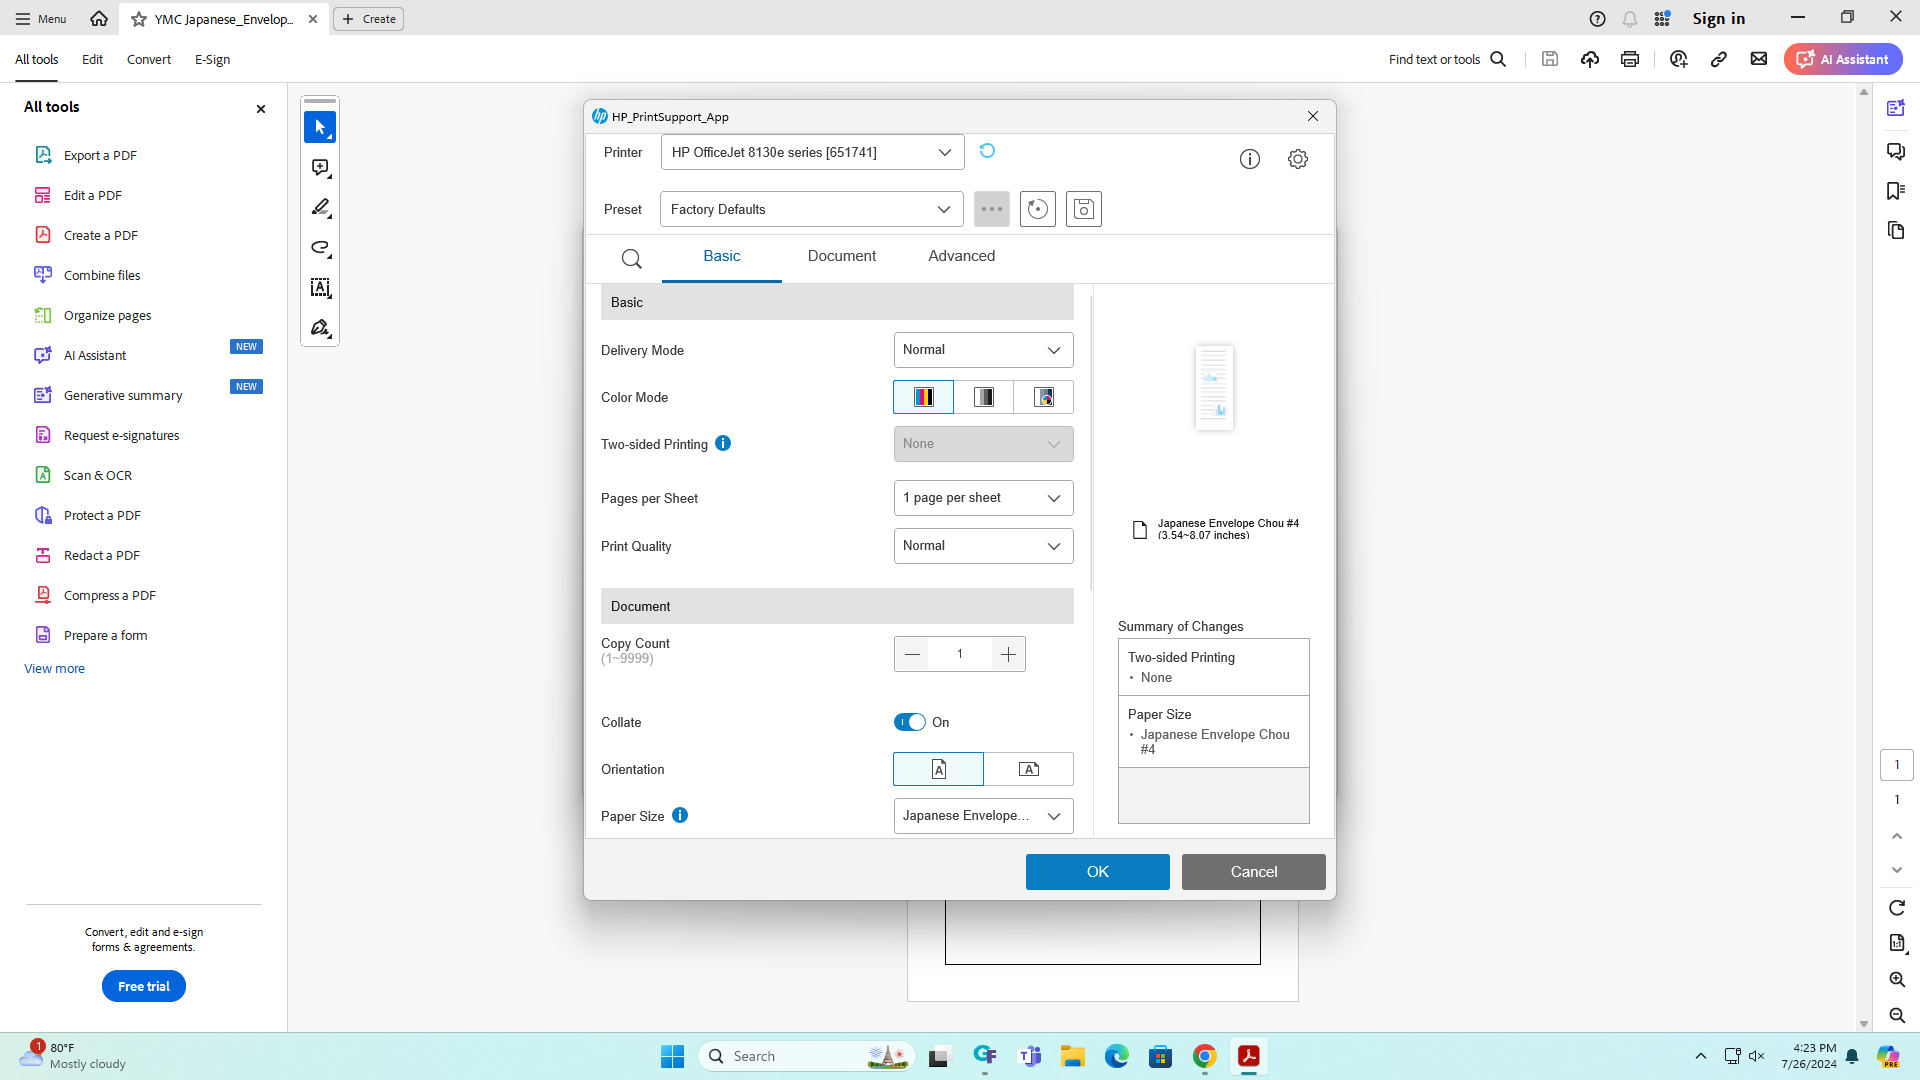 Menu
YMC Japanese_Envelop...
Create
Sign in
All tools
Edit
Convert
E-Sign
Find text or tools
AI Assistant
All tools
Export a PDF
Edit a PDF
Create a PDF
Combine files
Organize pages
AI Assistant
NEW
Generative summary
NEW
Request e-signatures
Scan & OCR
Protect a PDF
Redact a PDF
Compress a PDF
Prepare a form
View more
Convert, edit and e-sign
forms & agreements.
Free trial
HP_PrintSupport_App
Printer
HP OfficeJet 8130e series [651741]
Preset
Factory Defaults
Basic
Document
Advanced
Basic
Delivery Mode
Normal
Color Mode
Two-sided Printing
None
Pages per Sheet
1 page per sheet
Print Quality
Normal
Document
Copy Count
(1~9999)
1
Collate
On
Orientation
Paper Size
Japanese Envelope...
Japanese Envelope Chou #4
(3.54~8.07 inches)
Summary of Changes
Two-sided Printing
• None
Paper Size
• Japanese Envelope Chou
#4
OK
Cancel
1
1
1
80°F
Mostly cloudy
Search
4:23 PM
7/26/2024
PRE